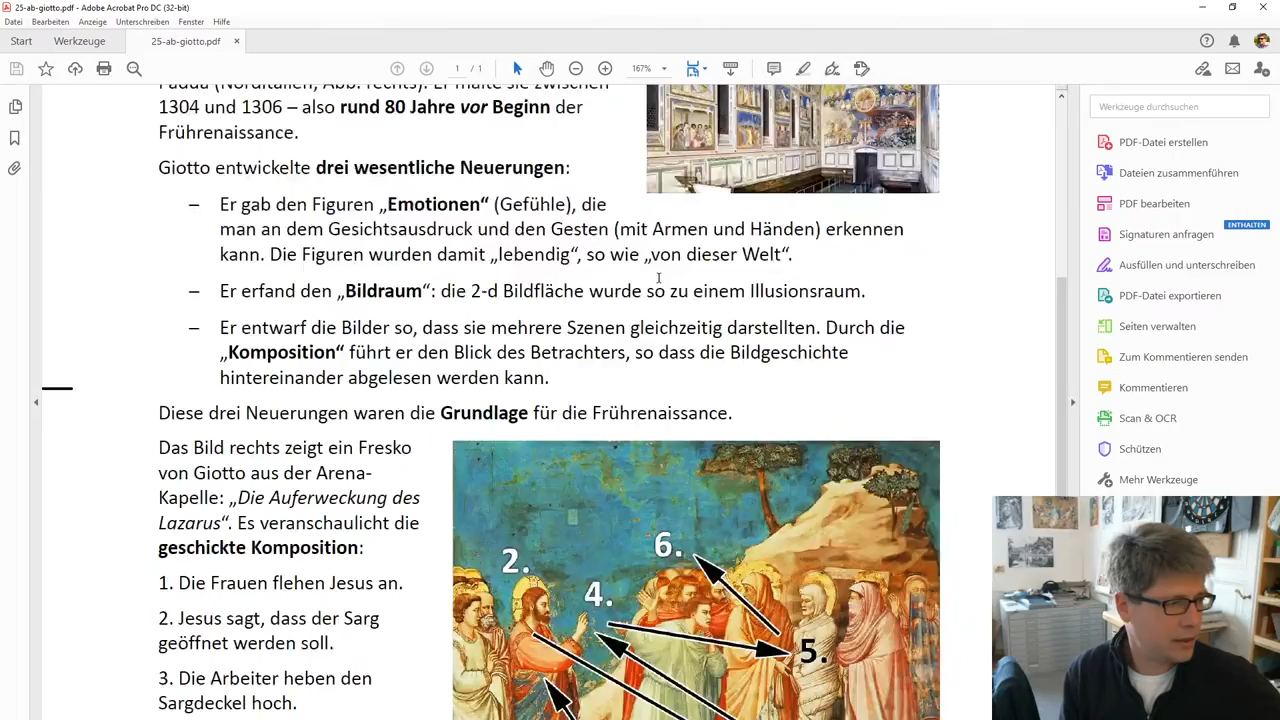 25-ab-giotto.pdf - Adobe Acrobat Pro DC (32-bit)
Datei Bearbeiten Anzeige Unterschreiben Fenster Hilfe
Start Werkzeuge 25-ab-giotto.pdf ×
1 / 1 167%
Padua (Norditalien, Abb. rechts). Er malte sie zwischen
1304 und 1306 – also rund 80 Jahre vor Beginn der
Frührenaissance.
Giotto entwickelte drei wesentliche Neuerungen:
– Er gab den Figuren „Emotionen“ (Gefühle), die
man an dem Gesichtsausdruck und den Gesten (mit Armen und Händen) erkennen
kann. Die Figuren wurden damit „lebendig“, so wie „von dieser Welt“.
– Er erfand den „Bildraum“: die 2-d Bildfläche wurde so zu einem Illusionsraum.
– Er entwarf die Bilder so, dass sie mehrere Szenen gleichzeitig darstellten. Durch die
„Komposition“ führt er den Blick des Betrachters, so dass die Bildgeschichte
hintereinander abgelesen werden kann.
Diese drei Neuerungen waren die Grundlage für die Frührenaissance.
Das Bild rechts zeigt ein Fresko
von Giotto aus der Arena-
Kapelle: „Die Auferweckung des
Lazarus“. Es veranschaulicht die
geschickte Komposition:
1. Die Frauen flehen Jesus an.
2. Jesus sagt, dass der Sarg
geöffnet werden soll.
3. Die Arbeiter heben den
Sargdeckel hoch.
2.
4.
6.
5.
Werkzeuge durchsuchen
PDF-Datei erstellen
Dateien zusammenführen
PDF bearbeiten
ENTHALTEN
Signaturen anfragen
Ausfüllen und unterschreiben
PDF-Datei exportieren
Seiten verwalten
Zum Kommentieren senden
Kommentieren
Scan & OCR
Schützen
Mehr Werkzeuge